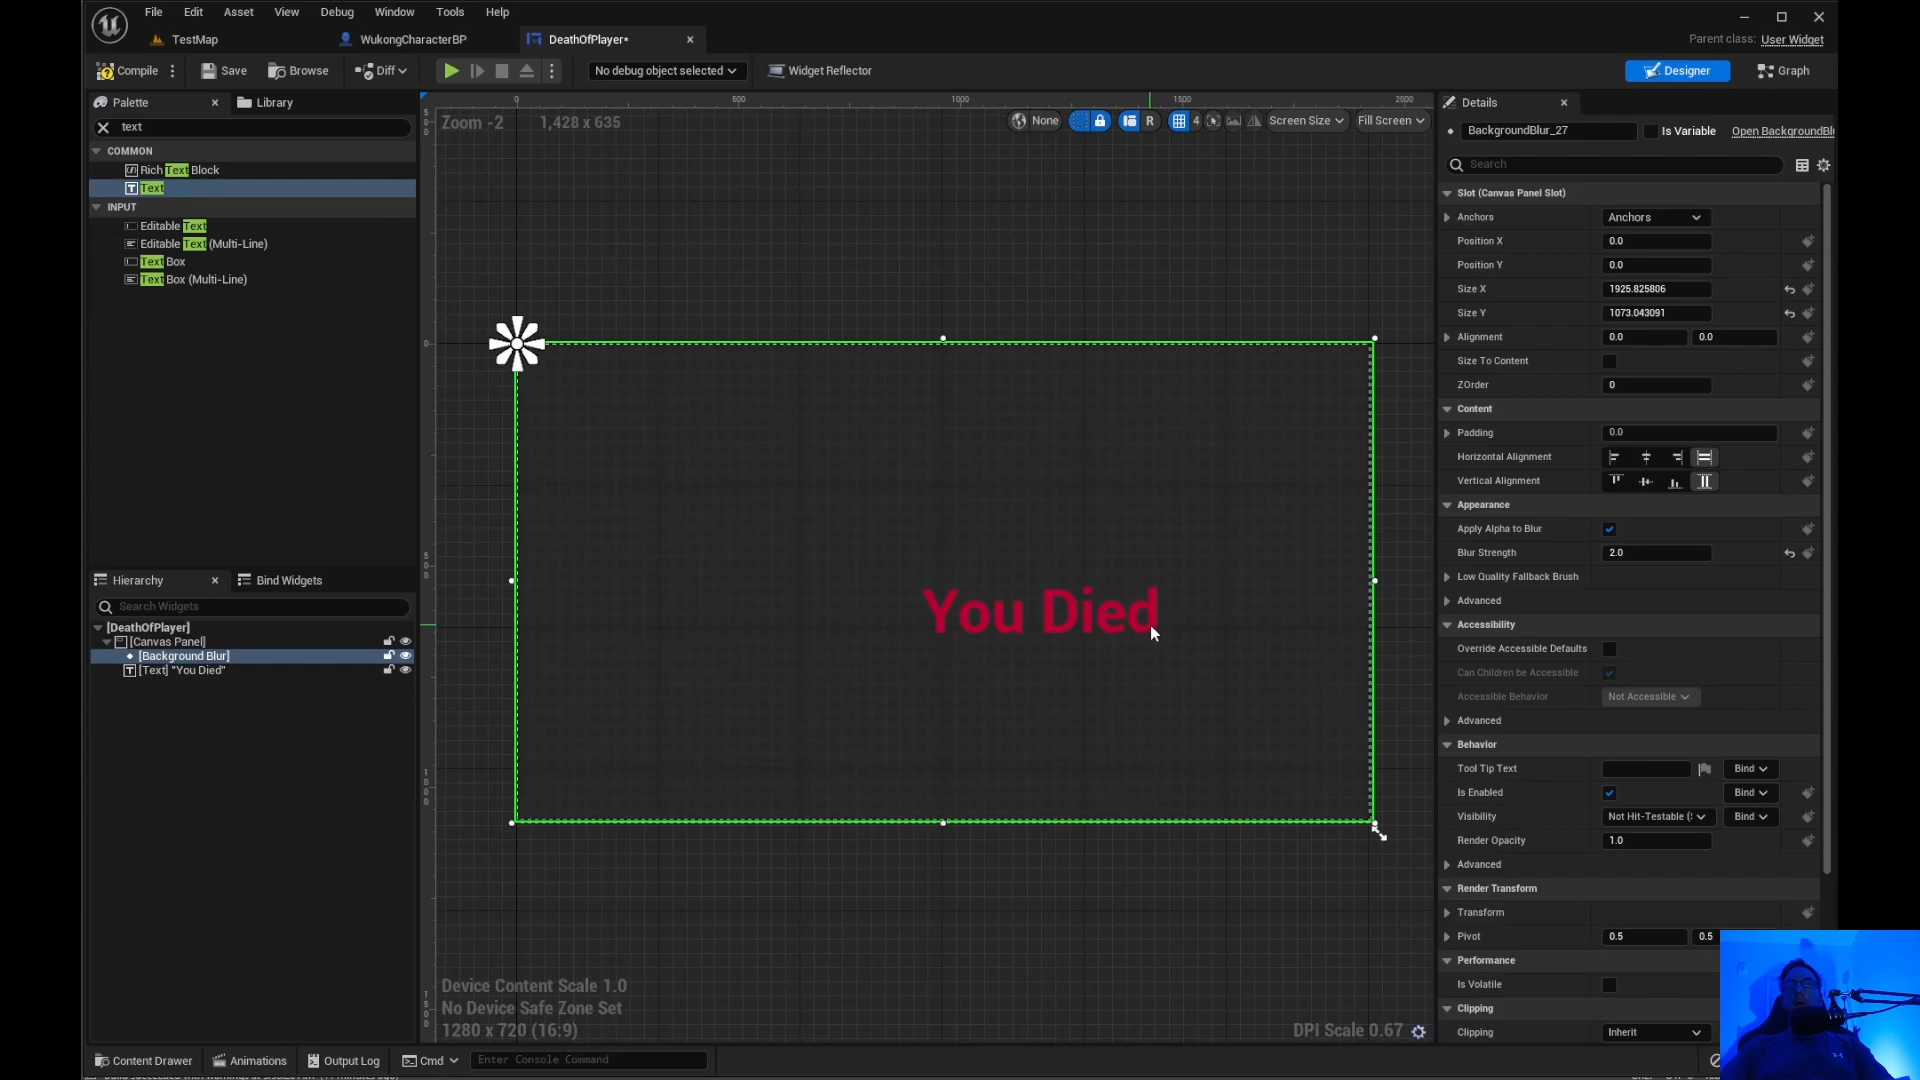 File Edit Asset View Debug Window Tools Help
TestMap WukongCharacterBP DeathOfPlayer*
Parent class: User Widget
Compile Save Browse Diff No debug object selected Widget Reflector Designer Graph
Palette Library
text
COMMON
Rich Text Block
Text
INPUT
Editable Text
Editable Text (Multi-Line)
Text Box
Text Box (Multi-Line)
Hierarchy Bind Widgets
Search Widgets
[DeathOfPlayer]
[Canvas Panel]
[Background Blur]
[Text] "You Died"
0 500 1000 1500 2000
Zoom -2 1,428 x 635
None R 4 Screen Size Fill Screen
You Died
Device Content Scale 1.0
No Device Safe Zone Set
1280 x 720 (16:9)
DPI Scale 0.67
Details
BackgroundBlur_27 Is Variable Open BackgroundBl
Search
Slot (Canvas Panel Slot)
Anchors Anchors
Position X 0.0
Position Y 0.0
Size X 1925.825806
Size Y 1073.043091
Alignment 0.0 0.0
Size To Content
ZOrder 0
Content
Padding 0.0
Horizontal Alignment
Vertical Alignment
Appearance
Apply Alpha to Blur
Blur Strength 2.0
Low Quality Fallback Brush
Advanced
Accessibility
Override Accessible Defaults
Can Children be Accessible
Accessible Behavior Not Accessible
Advanced
Behavior
Tool Tip Text Bind
Is Enabled Bind
Visibility Not Hit-Testable (S Bind
Render Opacity 1.0
Advanced
Render Transform
Transform
Pivot 0.5 0.5
Performance
Is Volatile
Clipping
Clipping Inherit
Content Drawer Animations Output Log Cmd Enter Console Command